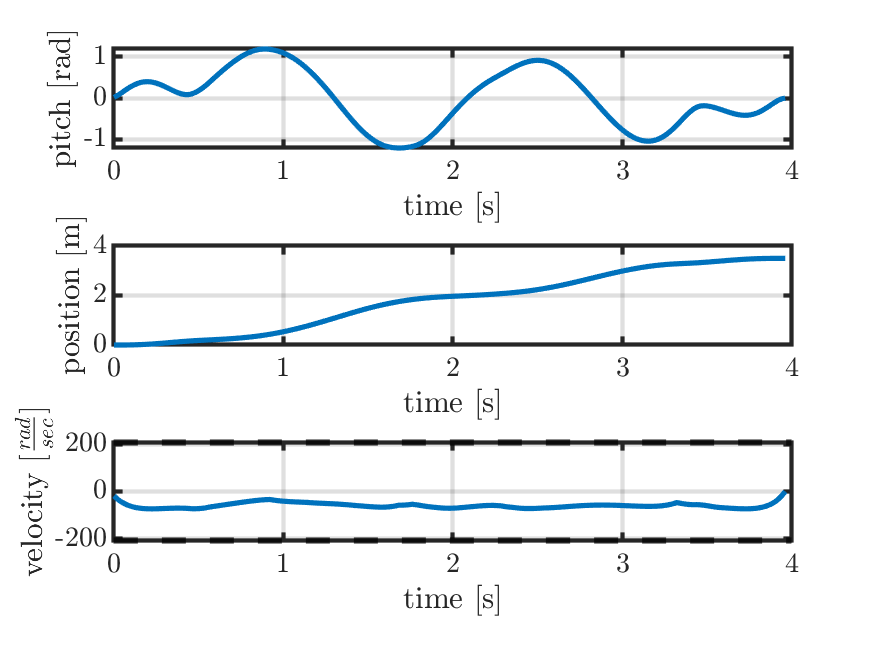 pitch [rad]
1
0
-1
0 1 2 3 4
time [s]
position [m]
4
2
0
0 1 2 3 4
time [s]
velocity [rad/sec]
200
0
-200
0 1 2 3 4
time [s]